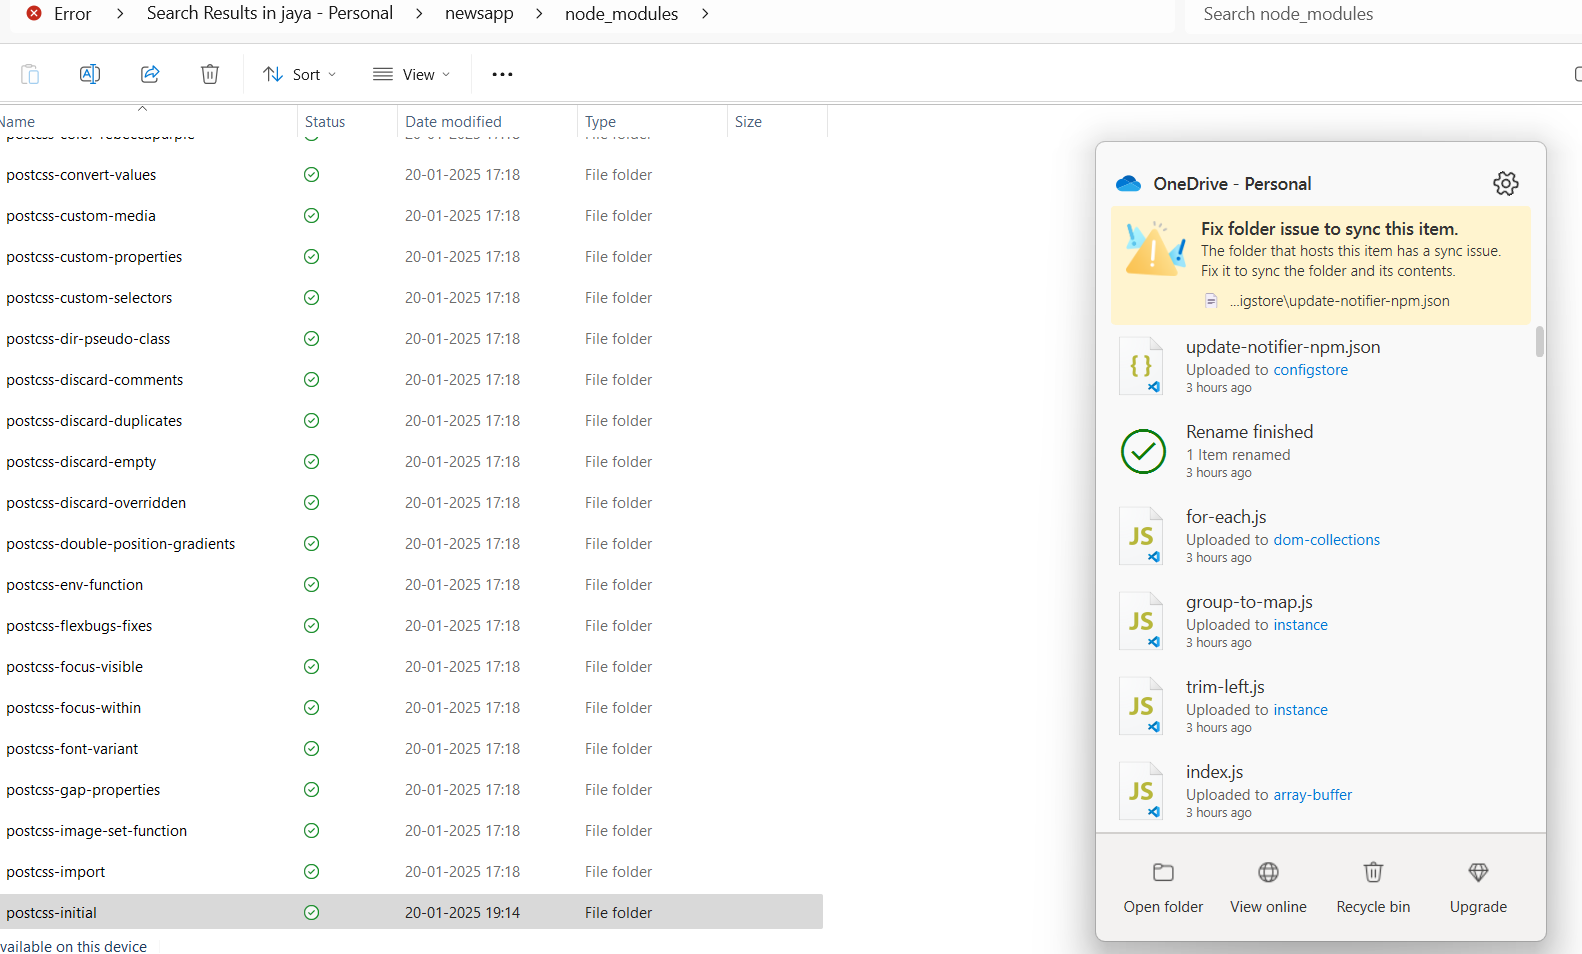 Error > Search Results in jaya - Personal > newsapp > node_modules >
Search node_modules
Sort
View
Name Status Date modified Type Size
postcss-color-rebeccapurple 20-01-2025 17:18 File folder
postcss-convert-values 20-01-2025 17:18 File folder
postcss-custom-media 20-01-2025 17:18 File folder
postcss-custom-properties 20-01-2025 17:18 File folder
postcss-custom-selectors 20-01-2025 17:18 File folder
postcss-dir-pseudo-class 20-01-2025 17:18 File folder
postcss-discard-comments 20-01-2025 17:18 File folder
postcss-discard-duplicates 20-01-2025 17:18 File folder
postcss-discard-empty 20-01-2025 17:18 File folder
postcss-discard-overridden 20-01-2025 17:18 File folder
postcss-double-position-gradients 20-01-2025 17:18 File folder
postcss-env-function 20-01-2025 17:18 File folder
postcss-flexbugs-fixes 20-01-2025 17:18 File folder
postcss-focus-visible 20-01-2025 17:18 File folder
postcss-focus-within 20-01-2025 17:18 File folder
postcss-font-variant 20-01-2025 17:18 File folder
postcss-gap-properties 20-01-2025 17:18 File folder
postcss-image-set-function 20-01-2025 17:18 File folder
postcss-import 20-01-2025 17:18 File folder
postcss-initial 20-01-2025 19:14 File folder
vailable on this device
OneDrive - Personal
Fix folder issue to sync this item.
The folder that hosts this item has a sync issue.
Fix it to sync the folder and its contents.
...igstore\update-notifier-npm.json
{ }
update-notifier-npm.json
Uploaded to configstore
3 hours ago
Rename finished
1 Item renamed
3 hours ago
JS
for-each.js
Uploaded to dom-collections
3 hours ago
JS
group-to-map.js
Uploaded to instance
3 hours ago
JS
trim-left.js
Uploaded to instance
3 hours ago
JS
index.js
Uploaded to array-buffer
3 hours ago
Open folder
View online
Recycle bin
Upgrade